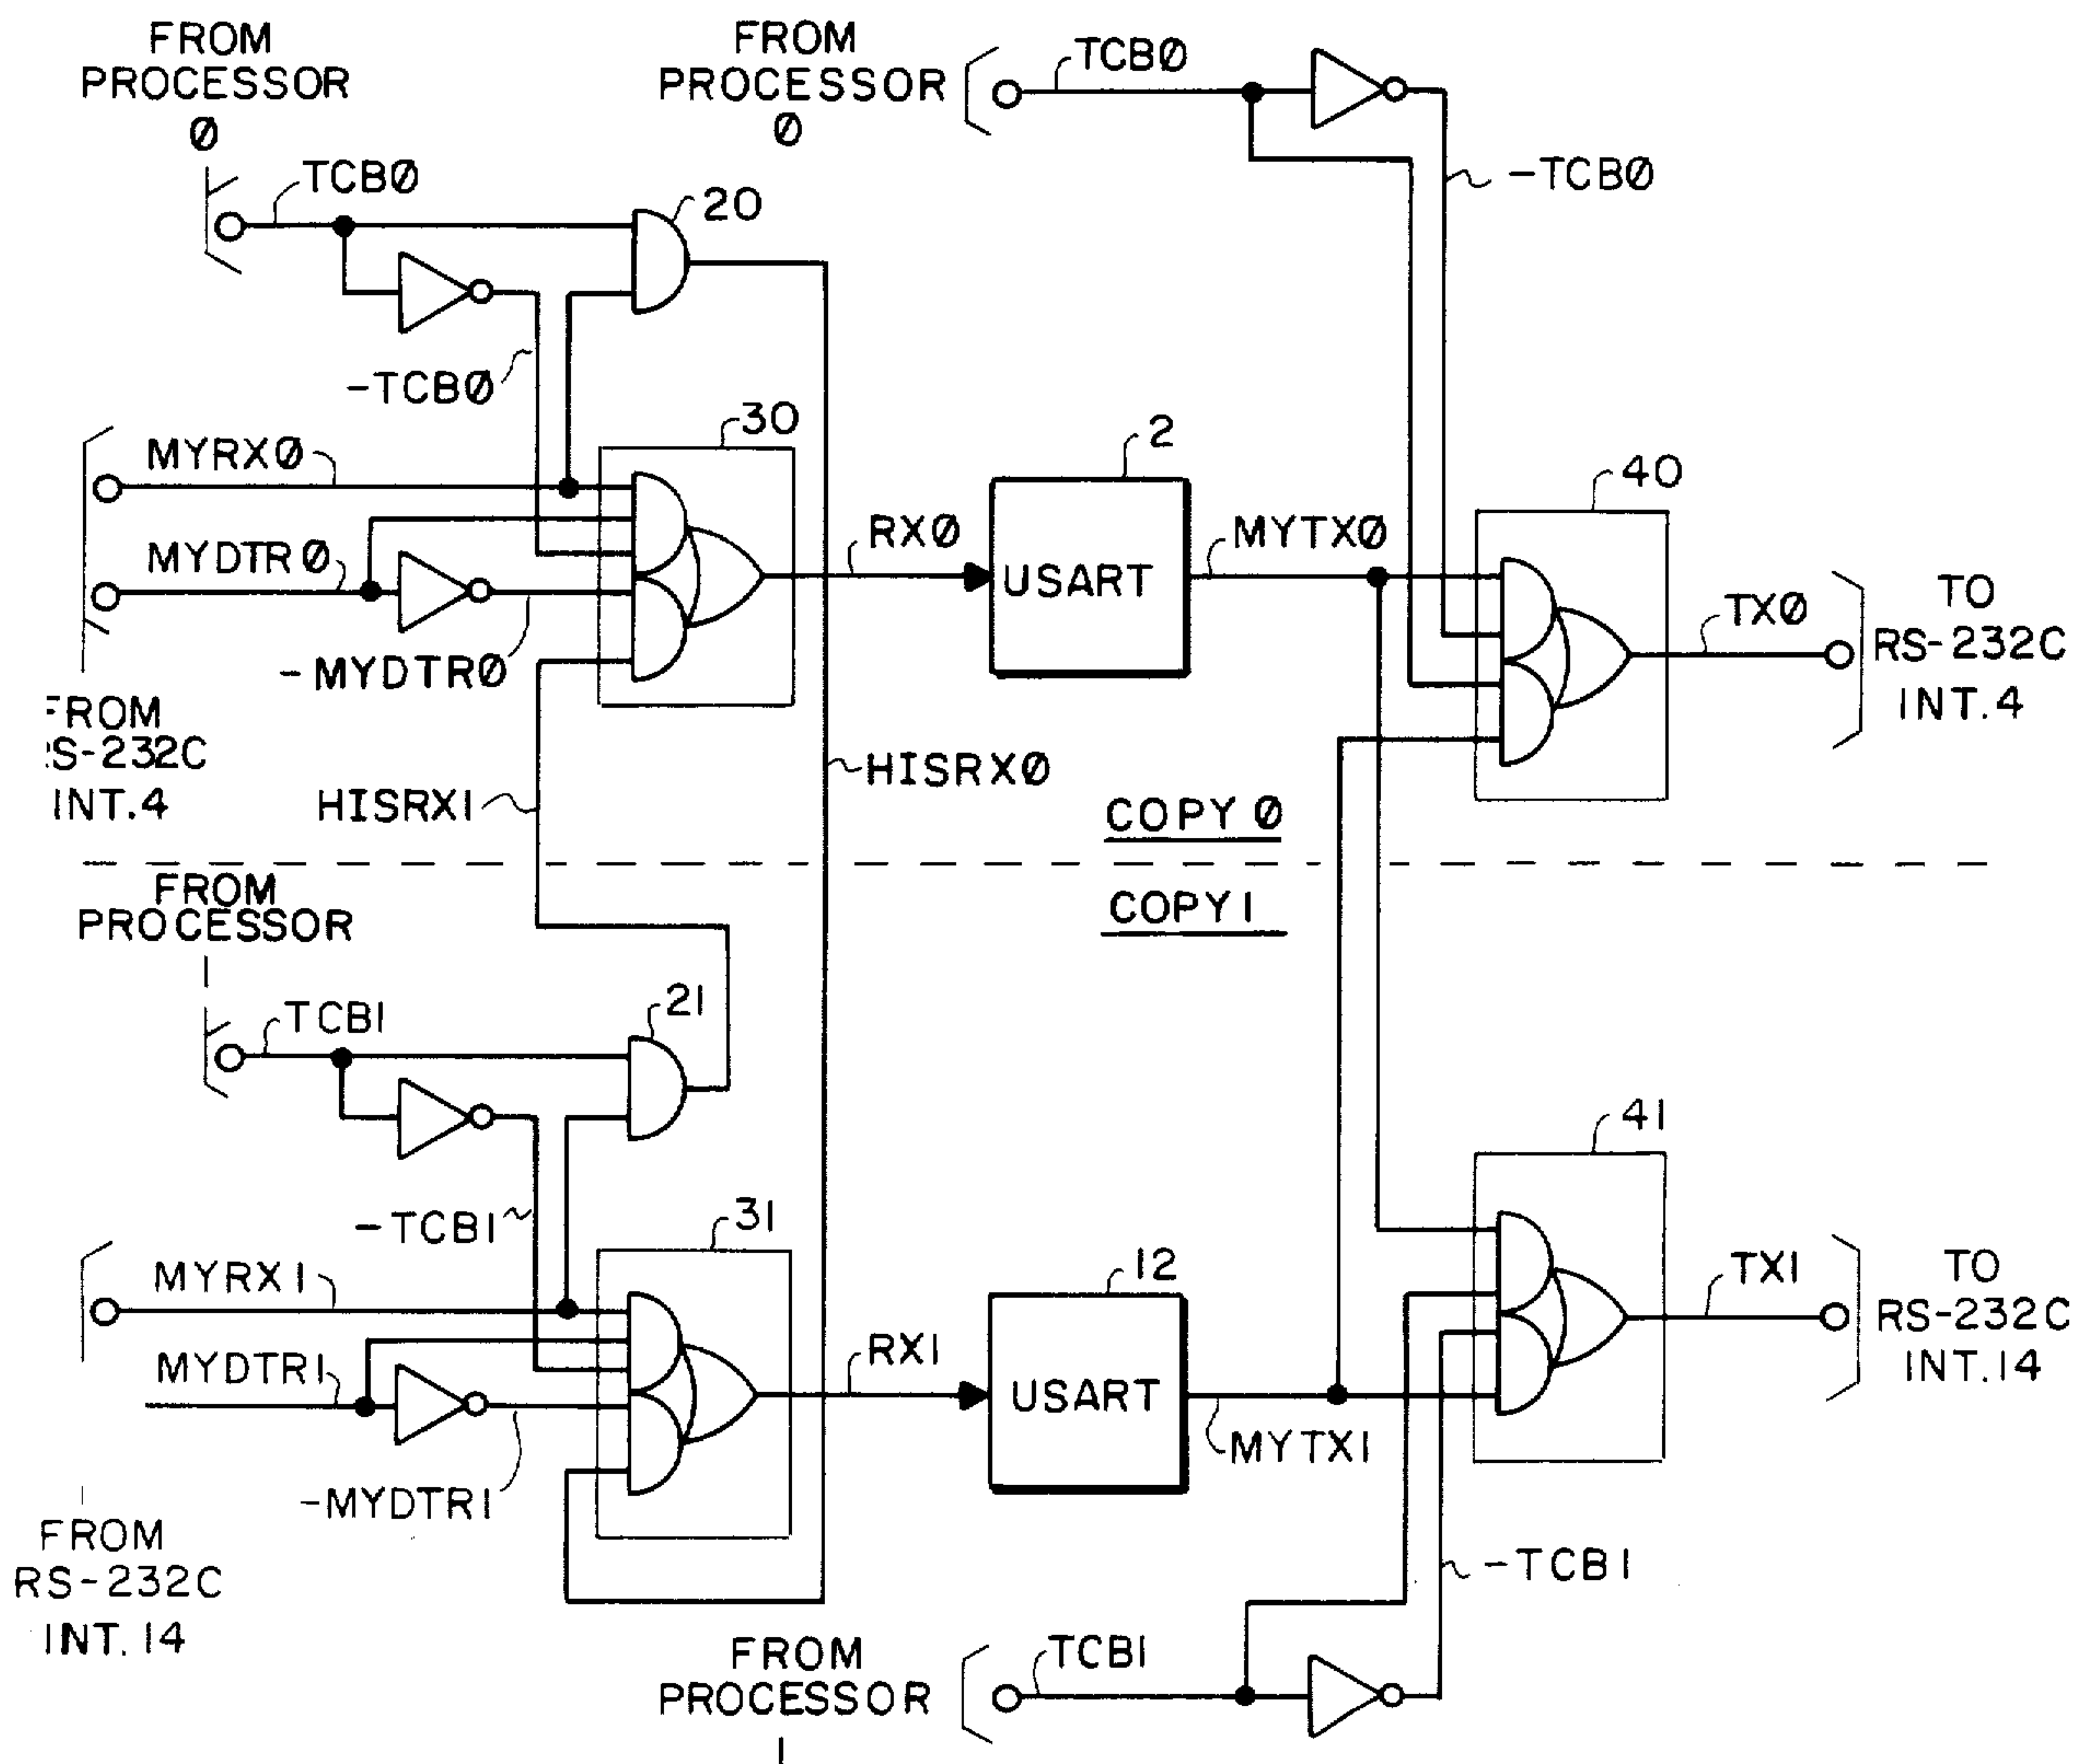 FROM
PROCESSOR
Ø
TCBØ
20
-TCBØ
FROM
PROCESSOR
Ø
TCBØ
-TCBØ
MYRXØ
MYDTRØ
-MYDTRØ
30
RXØ
2
USART
MYTXØ
40
TXØ
TO
RS-232C
INT.4
FROM
S-232C
INT.4
HISRX1
HISRXØ
COPY Ø
COPY 1
FROM
PROCESSOR
1
TCB1
21
-TCB1
MYRX1
MYDTR1
-MYDTR1
31
RX1
12
USART
MYTX1
41
TX1
TO
RS-232C
INT.14
FROM
RS-232C
INT.14
-TCB1
FROM
PROCESSOR
1
TCB1